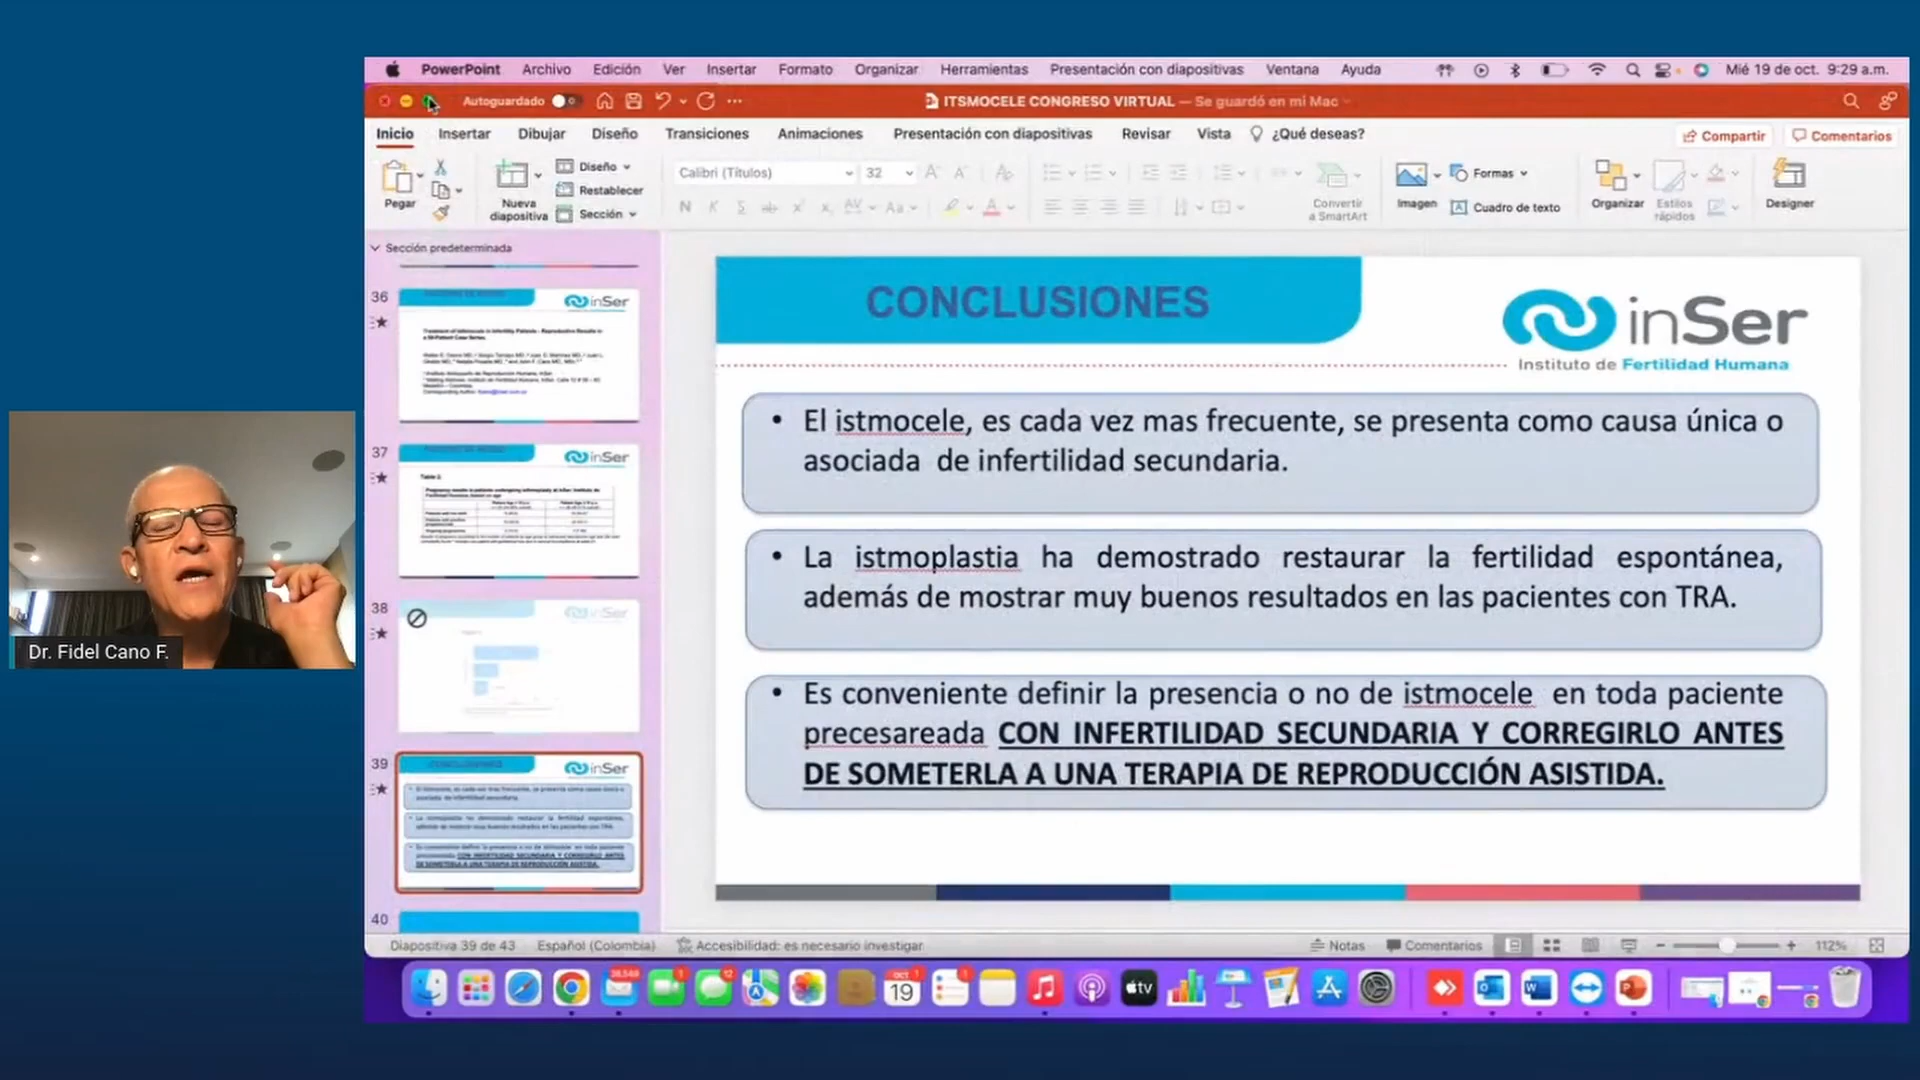 PowerPoint Archivo Edición Ver Insertar Formato Organizar Herramientas Presentación con diapositivas Ventana Ayuda Mié 19 de oct. 9:29 a.m.
Autoguardado ITSMOCELE CONGRESO VIRTUAL — Se guardó en mi Mac
Inicio Insertar Dibujar Diseño Transiciones Animaciones Presentación con diapositivas Revisar Vista ¿Qué deseas? Compartir Comentarios
Pegar
Nueva
diapositiva
Diseño
Restablecer
Sección
Calibri (Títulos) 32
Convertir
a SmartArt
Imagen
Formas
Cuadro de texto
Organizar
Estilos
rápidos
Designer
Sección predeterminada
36
inSer
37
inSer
38
39
CONCLUSIONES
inSer
40
CONCLUSIONES
inSer
Instituto de Fertilidad Humana
• El istmocele, es cada vez mas frecuente, se presenta como causa única o
asociada de infertilidad secundaria.
• La istmoplastia ha demostrado restaurar la fertilidad espontánea,
además de mostrar muy buenos resultados en las pacientes con TRA.
• Es conveniente definir la presencia o no de istmocele en toda paciente
precesareada CON INFERTILIDAD SECUNDARIA Y CORREGIRLO ANTES
DE SOMETERLA A UNA TERAPIA DE REPRODUCCIÓN ASISTIDA.
Dr. Fidel Cano F.
Diapositiva 39 de 43 Español (Colombia) Accesibilidad: es necesario investigar Notas Comentarios 112%
OCT
19
tv